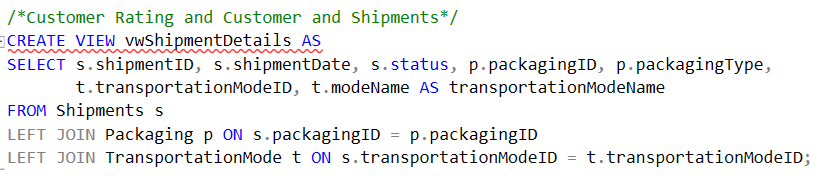 /*Customer Rating and Customer and Shipments*/
CREATE VIEW vwShipmentDetails AS
SELECT s.shipmentID, s.shipmentDate, s.status, p.packagingID, p.packagingType,
t.transportationModeID, t.modeName AS transportationModeName
FROM Shipments s
LEFT JOIN Packaging p ON s.packagingID = p.packagingID
LEFT JOIN TransportationMode t ON s.transportationModeID = t.transportationModeID;